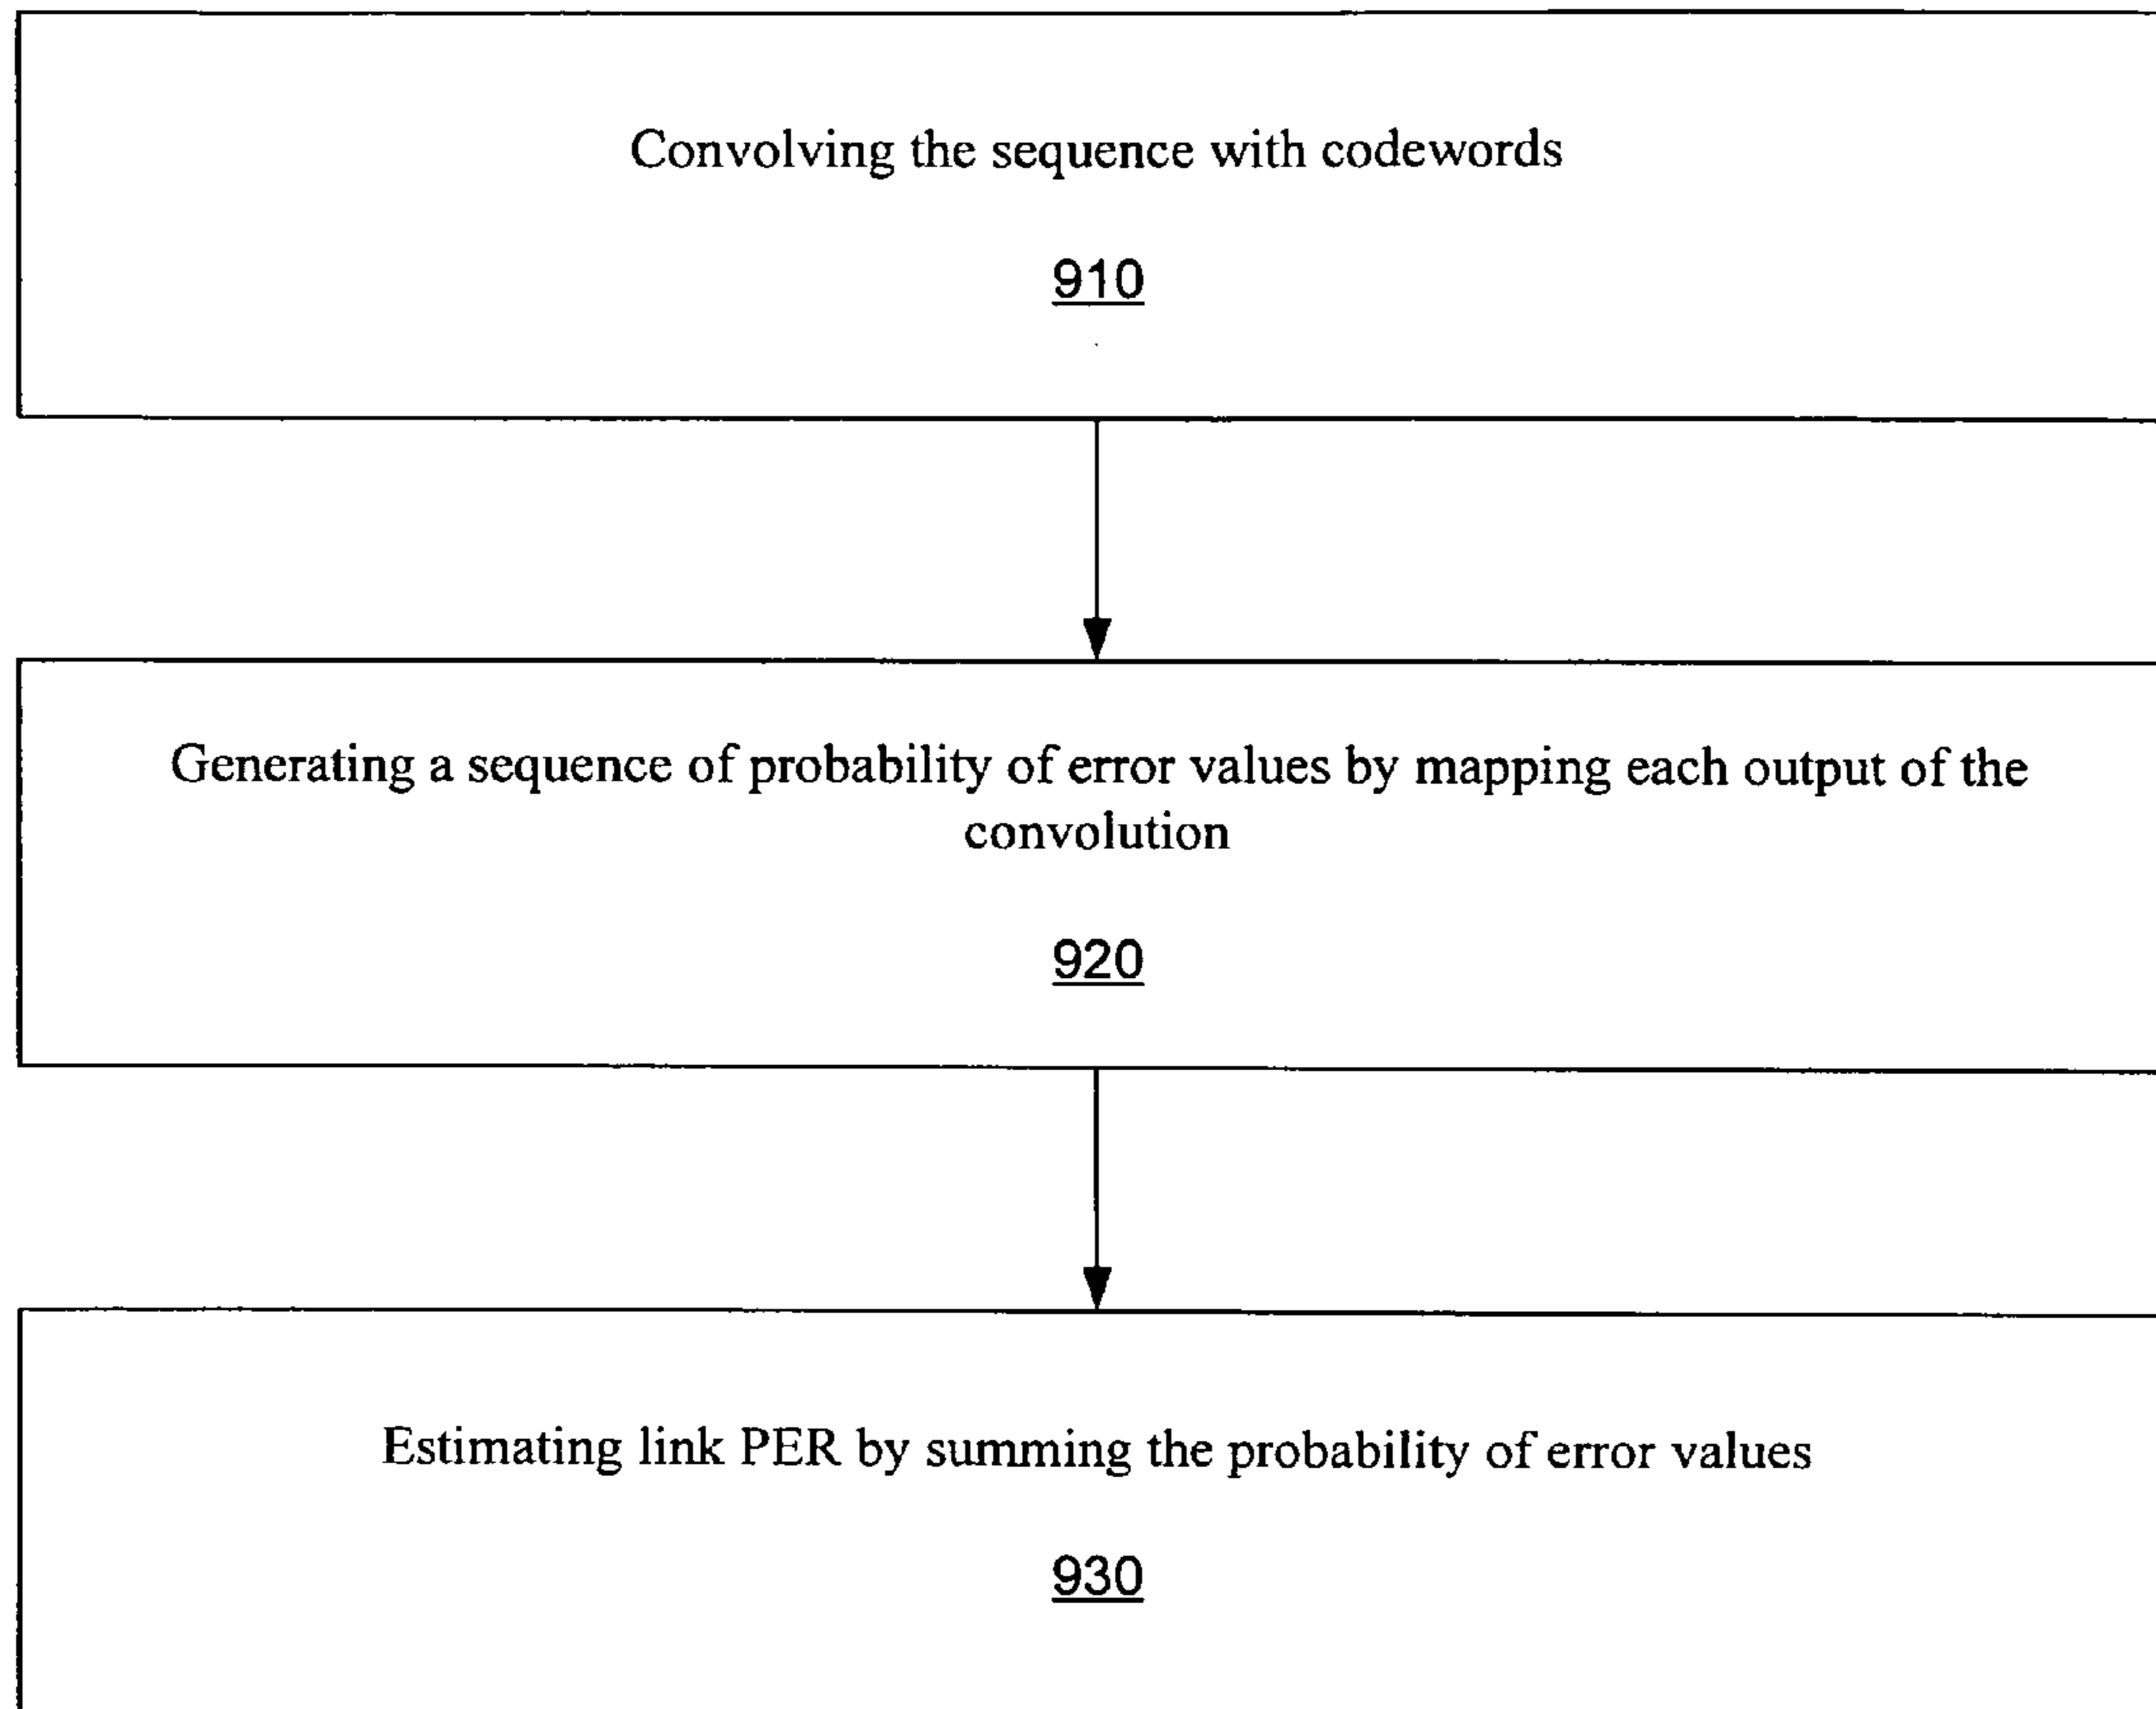 Convolving the sequence with codewords
910
Generating a sequence of probability of error values by mapping each output of the
convolution
920
Estimating link PER by summing the probability of error values
930